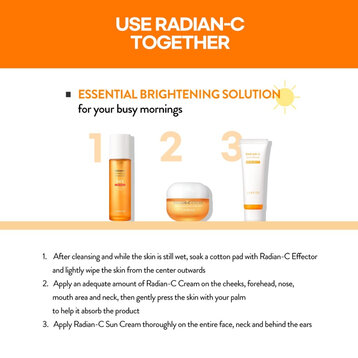 USE RADIAN-C
TOGETHER
ESSENTIAL BRIGHTENING SOLUTION
for your busy mornings
1 2 3
1. After cleansing and while the skin is still wet, soak a cotton pad with Radian-C Effector
and lightly wipe the skin from the center outwards
2. Apply an adequate amount of Radian-C Cream on the cheeks, forehead, nose,
mouth area and neck, then gently press the skin with your palm
to help it absorb the product
3. Apply Radian-C Sun Cream thoroughly on the entire face, neck and behind the ears